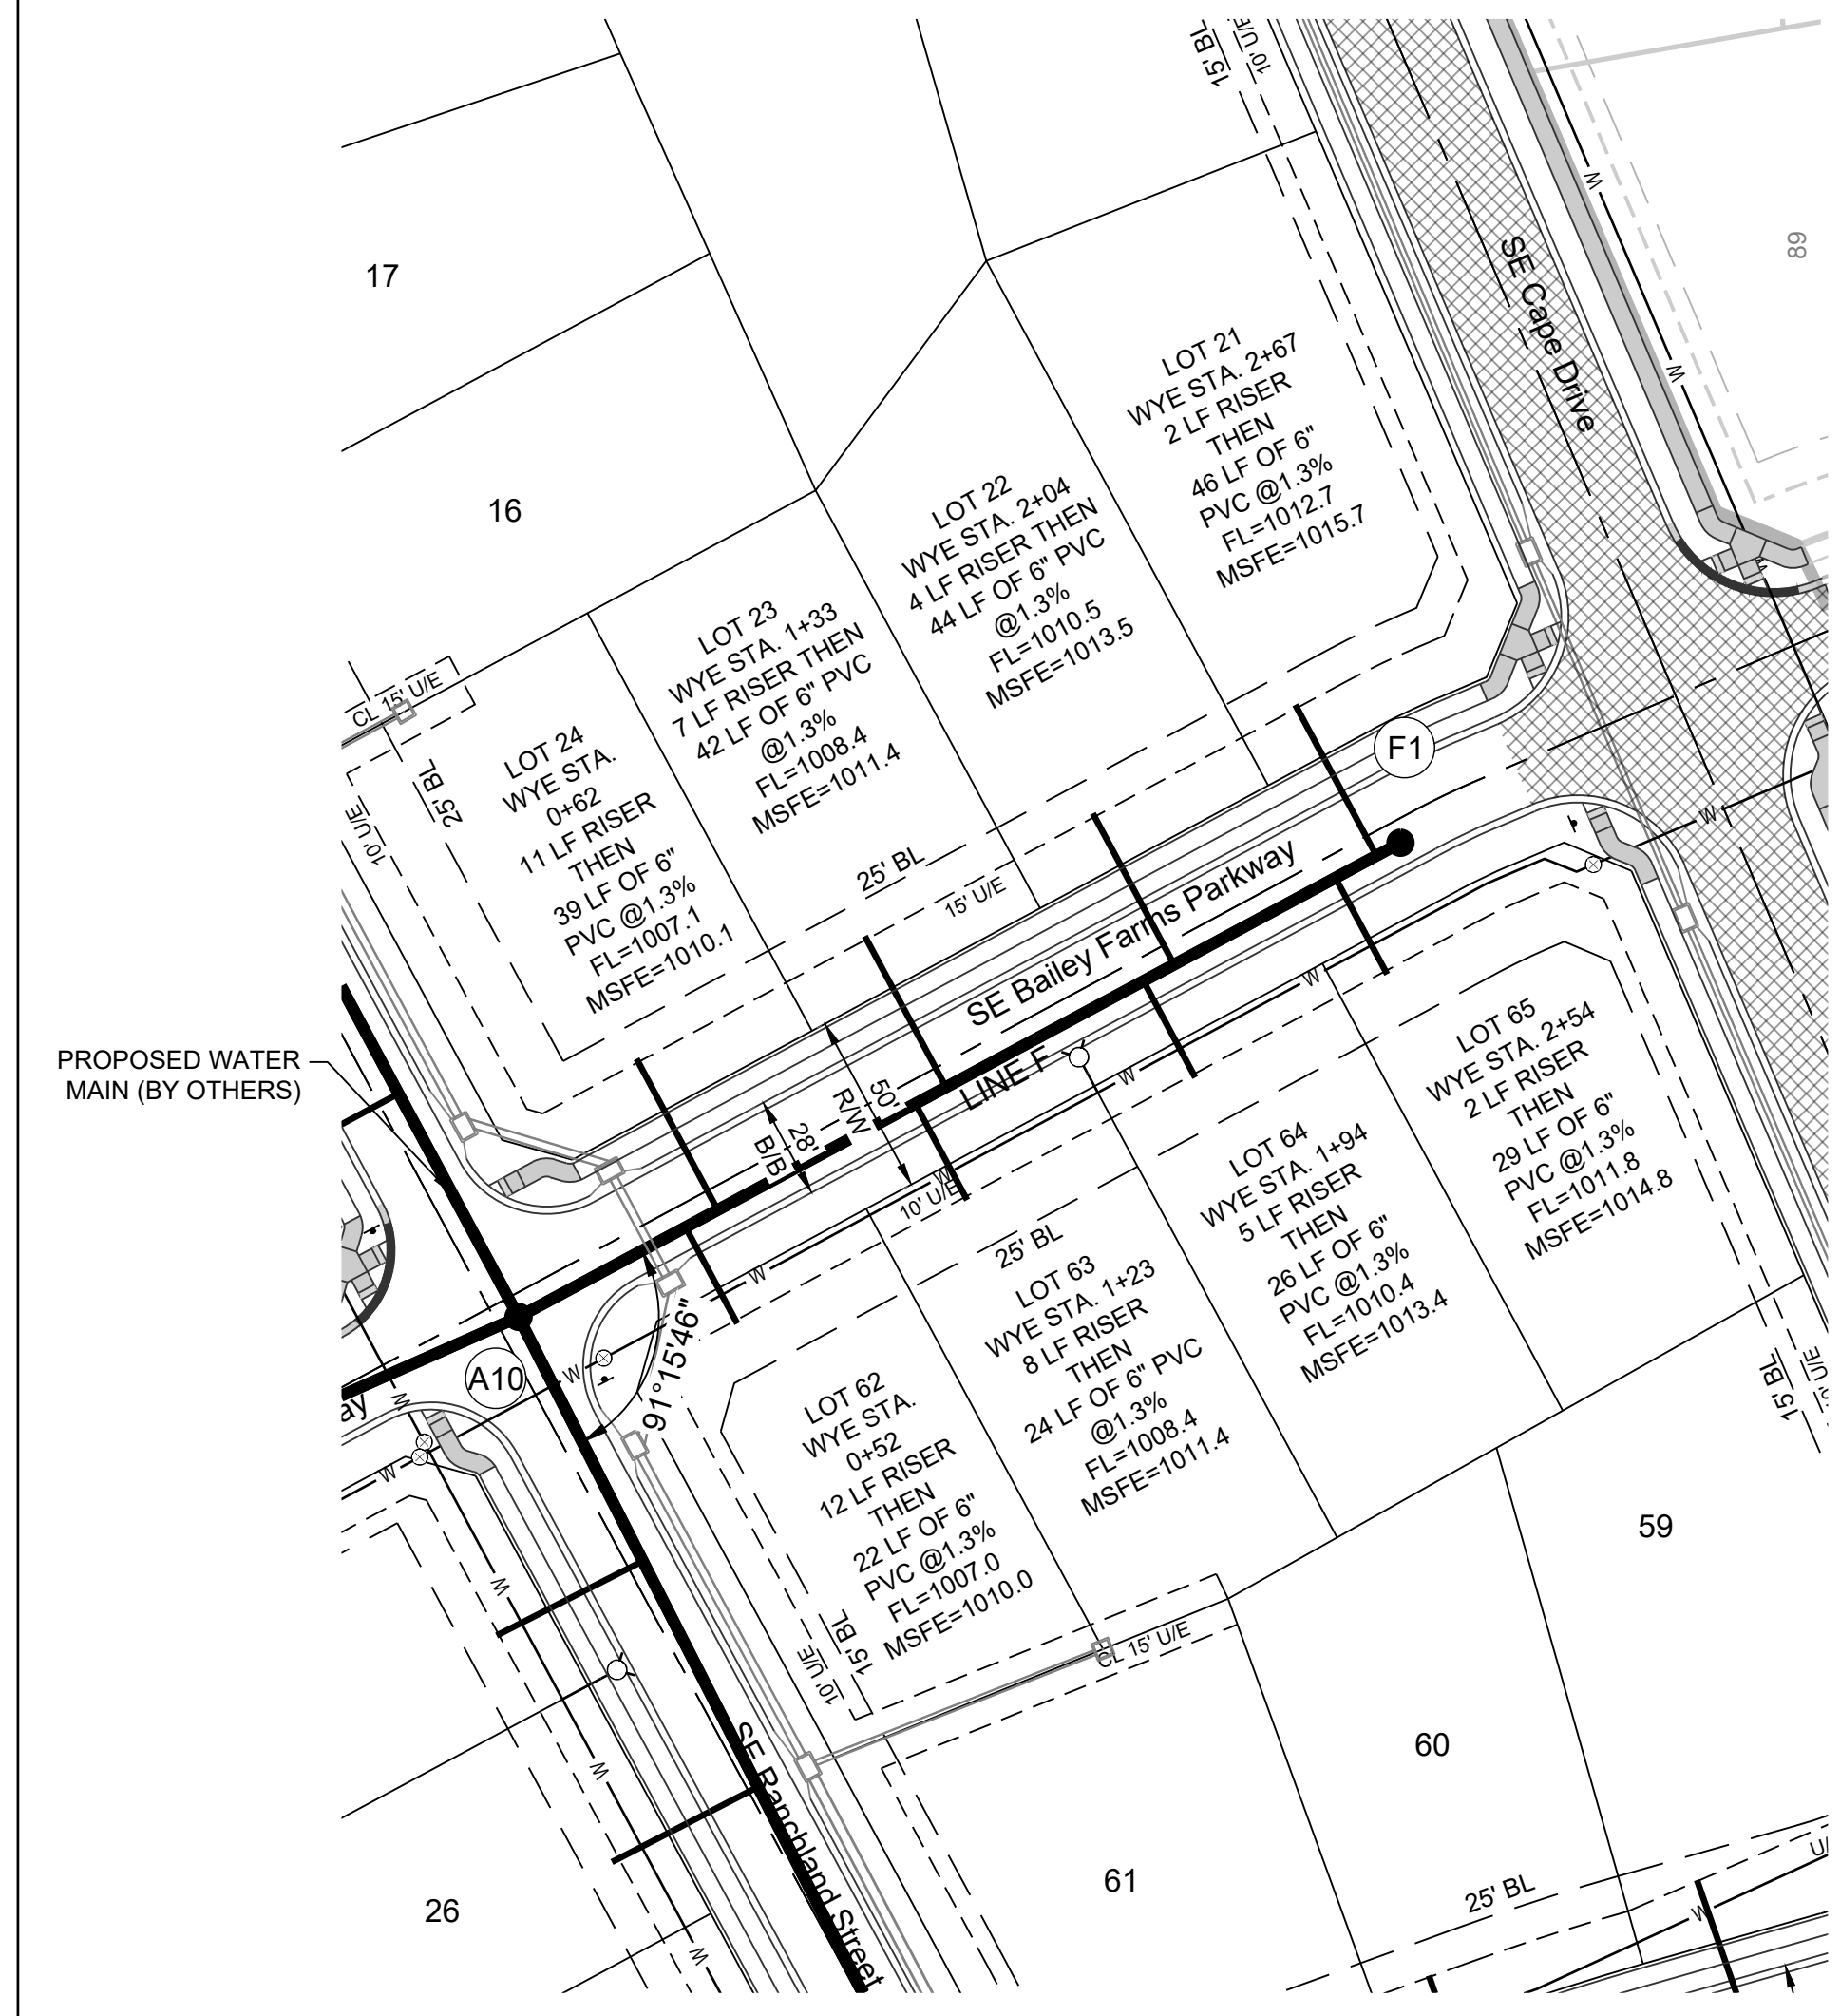 15' BL
10' U/E
17
SE Cape Drive
W
W
89
16
LOT 21
WYE STA. 2+67
2 LF RISER
THEN
46 LF OF 6"
PVC @1.3%
FL=1012.7
MSFE=1015.7
LOT 22
WYE STA. 2+04
4 LF RISER THEN
44 LF OF 6" PVC
@1.3%
FL=1010.5
MSFE=1013.5
LOT 23
WYE STA. 1+33
7 LF RISER THEN
42 LF OF 6" PVC
@1.3%
FL=1008.4
MSFE=1011.4
CL 15' U/E
LOT 24
WYE STA.
0+62
11 LF RISER
THEN
39 LF OF 6"
PVC @1.3%
FL=1007.1
MSFE=1010.1
25' BL
10' U/E
25' BL
15' U/E
F1
SE Bailey Farms Parkway
LINE F
W
W
W
W
W
PROPOSED WATER
MAIN (BY OTHERS)
50'
R/W
28'
B/B
10' U/E
25' BL
LOT 65
WYE STA. 2+54
2 LF RISER
THEN
29 LF OF 6"
PVC @1.3%
FL=1011.8
MSFE=1014.8
LOT 64
WYE STA. 1+94
5 LF RISER
THEN
26 LF OF 6"
PVC @1.3%
FL=1010.4
MSFE=1013.4
LOT 63
WYE STA. 1+23
8 LF RISER
THEN
24 LF OF 6" PVC
@1.3%
FL=1008.4
MSFE=1011.4
LOT 62
WYE STA.
0+52
12 LF RISER
THEN
22 LF OF 6"
PVC @1.3%
FL=1007.0
MSFE=1010.0
91°15'46"
A10
W
W
W
ay
15' BL
10' U/E
15' BL
10' U/E
CL 15' U/E
59
60
61
26
W
W
W
SE Ranchland Street
25' BL
W